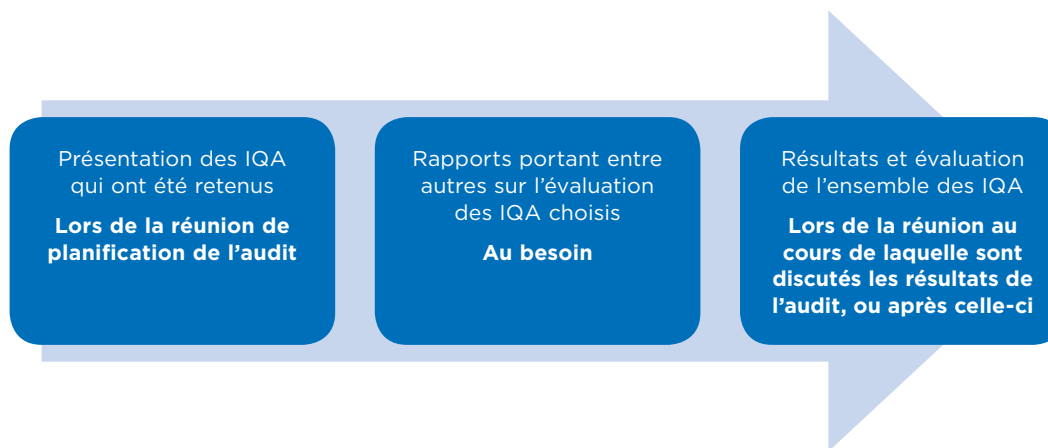 Présentation des IQA
qui ont été retenus
Lors de la réunion de
planification de l’audit
Rapports portant entre
autres sur l’évaluation
des IQA choisis
Au besoin
Résultats et évaluation
de l’ensemble des IQA
Lors de la réunion au
cours de laquelle sont
discutés les résultats de
l’audit, ou après celle-ci